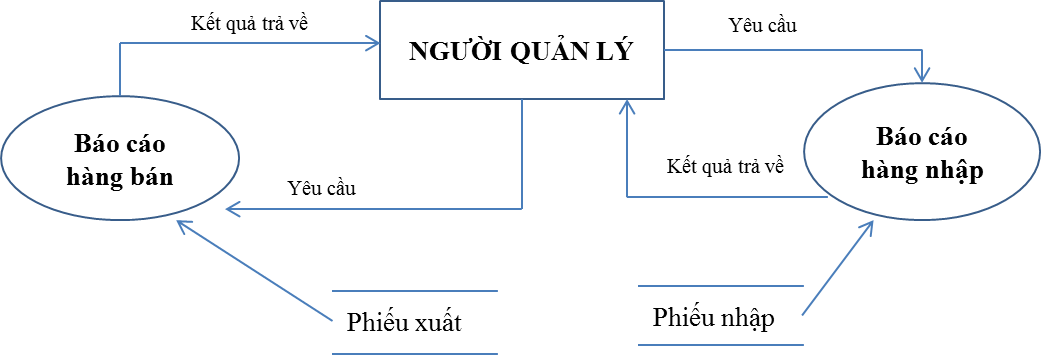 Kết quả trả về
NGƯỜI QUẢN LÝ
Yêu cầu
Báo cáo
hàng bán
Yêu cầu
Kết quả trả về
Báo cáo
hàng nhập
Phiếu xuất
Phiếu nhập